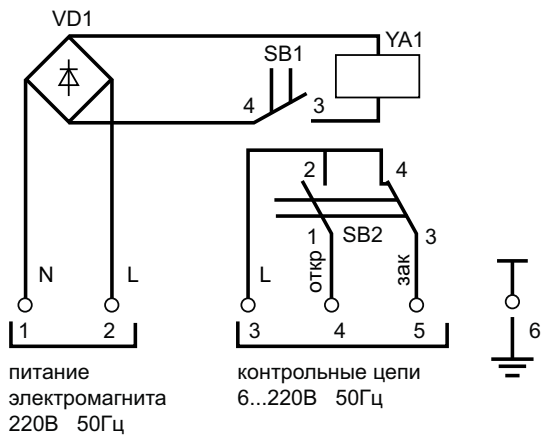 VD1
SB1
YA1
4 3
2 4
1 SB2 3
N L L откр зак
1 2 3 4 5 6
питание
электромагнита
220В 50Гц
контрольные цепи
6...220В 50Гц